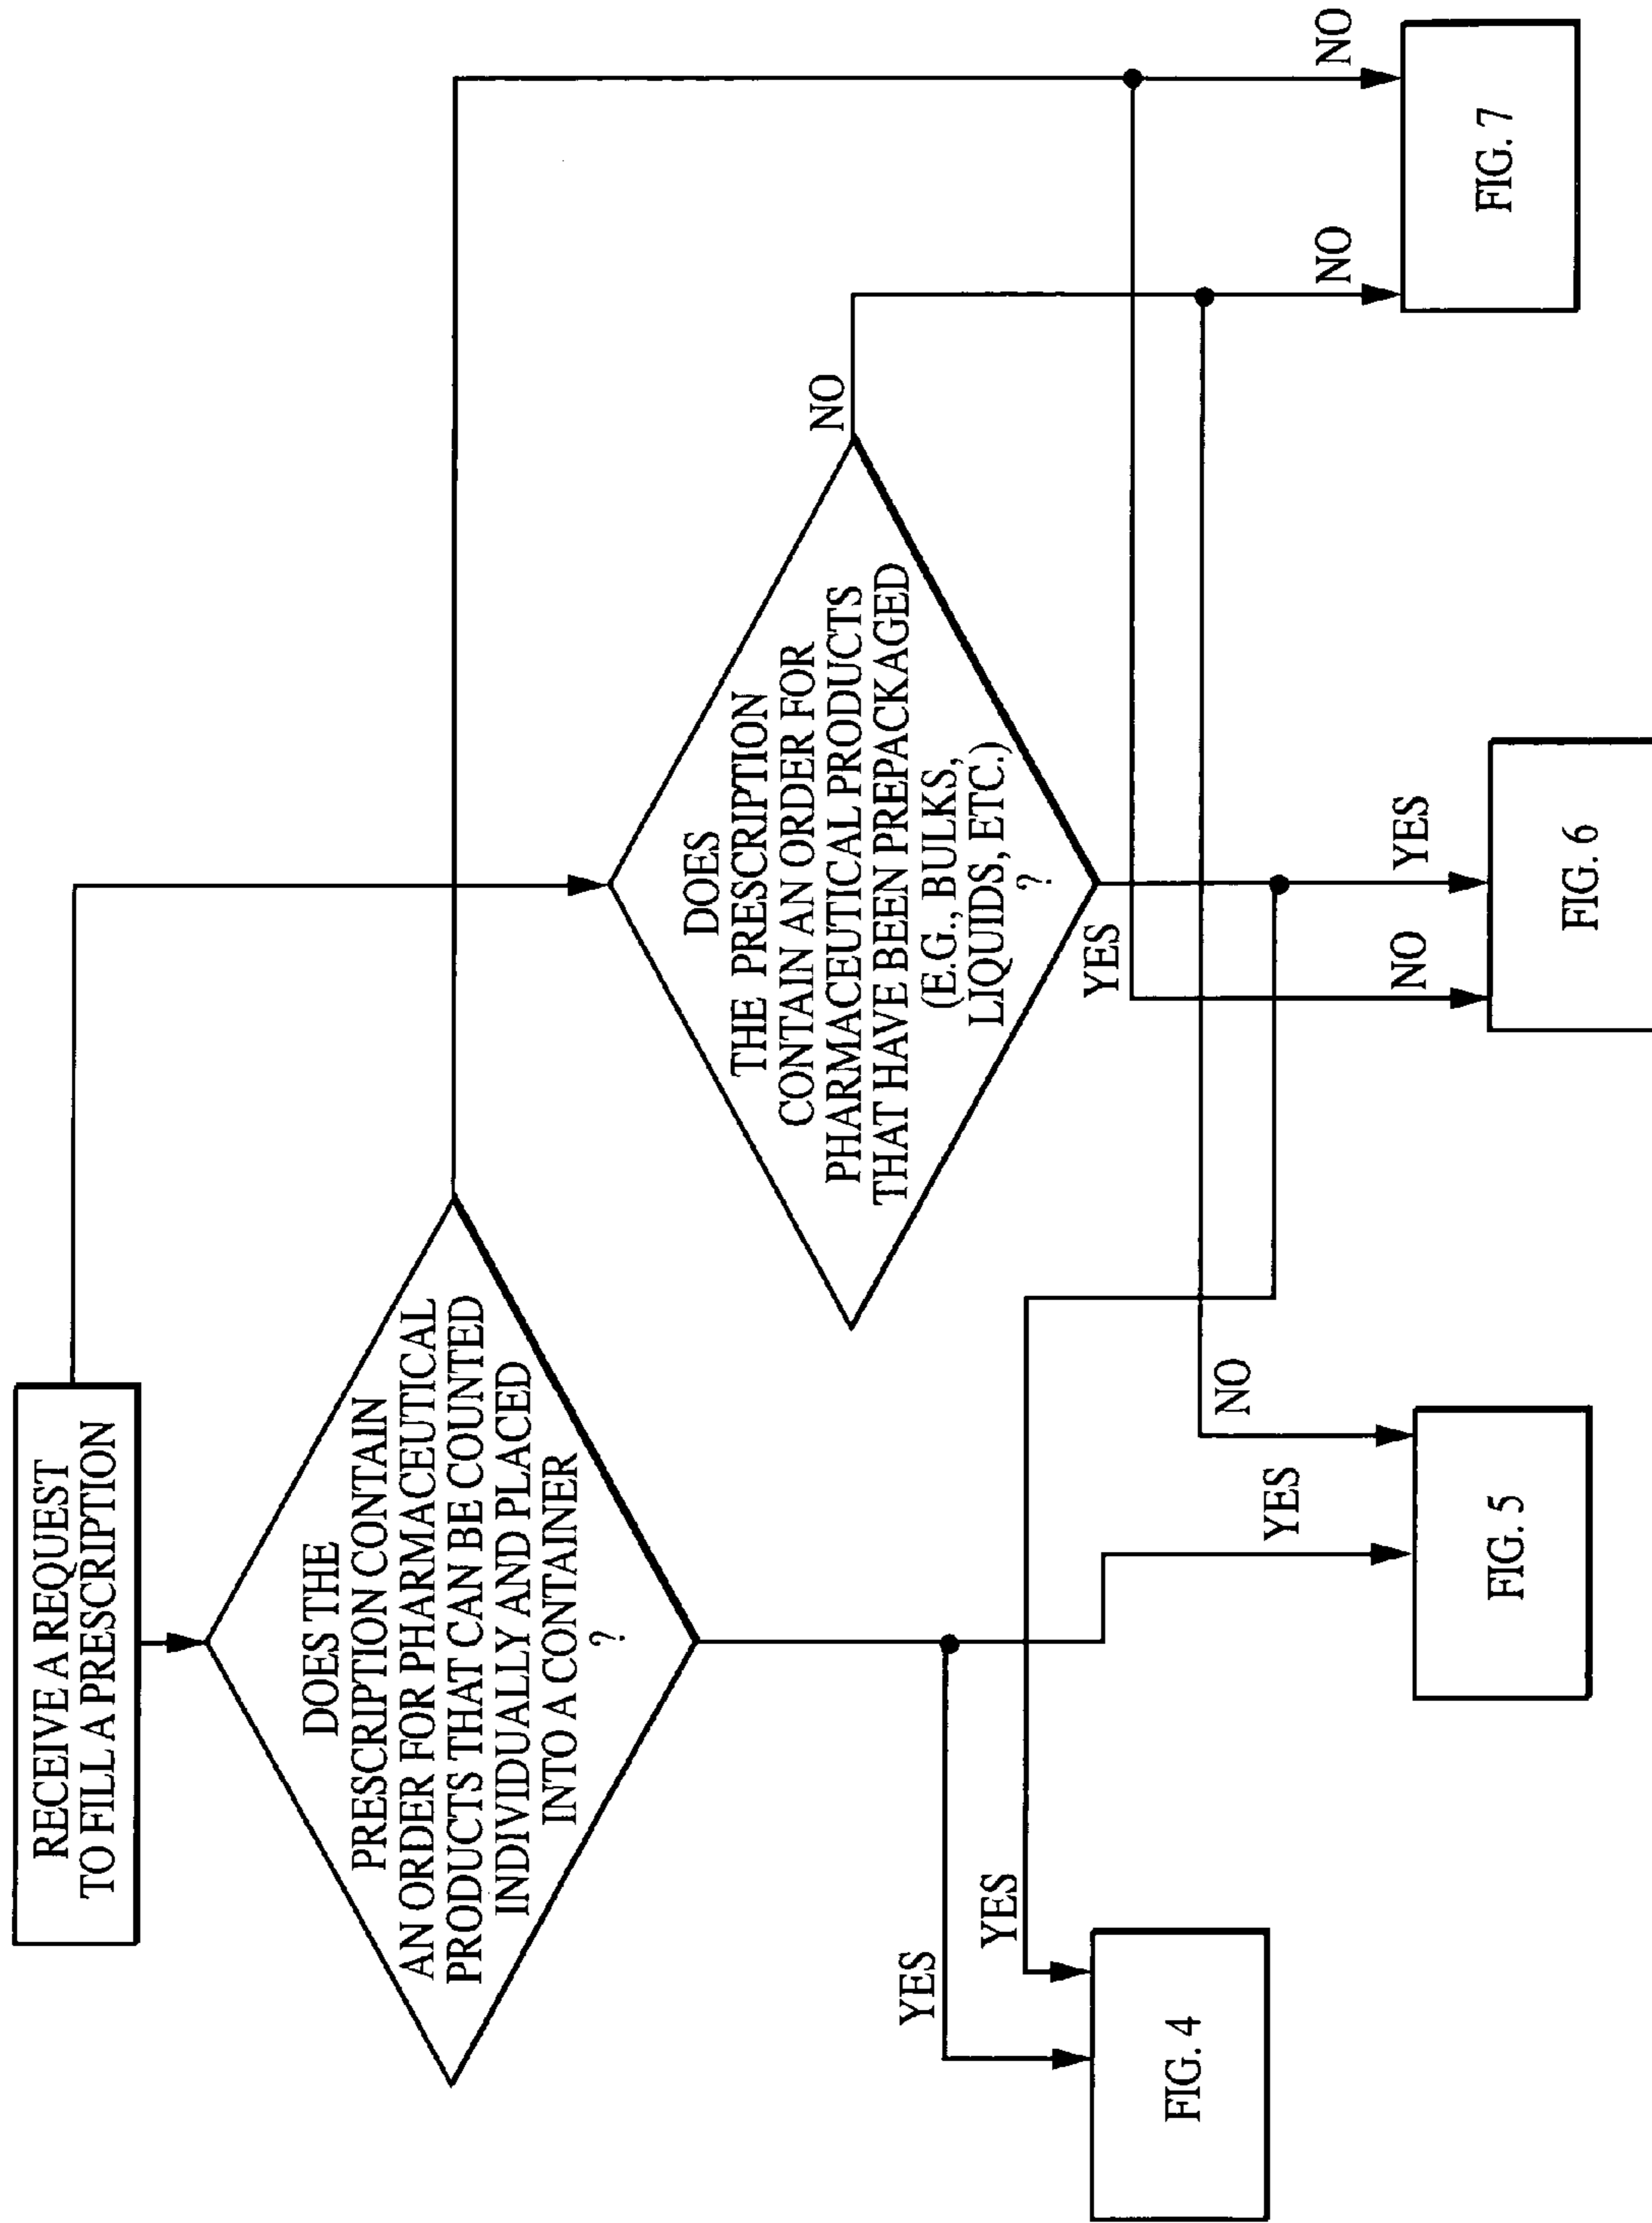 RECEIVE A REQUEST
TO FILL A PRESCRIPTION
DOES THE
PRESCRIPTION CONTAIN
AN ORDER FOR PHARMACEUTICAL
PRODUCTS THAT CAN BE COUNTED
INDIVIDUALLY AND PLACED
INTO A CONTAINER
?
DOES
THE PRESCRIPTION
CONTAIN AN ORDER FOR
PHARMACEUTICAL PRODUCTS
THAT HAVE BEEN PREPACKAGED
(E.G., BULKS,
LIQUIDS, ETC.)
?
NO
YES
YES
YES
FIG. 4
YES
NO
FIG. 5
NO
YES
FIG. 6
NO
NO
FIG. 7